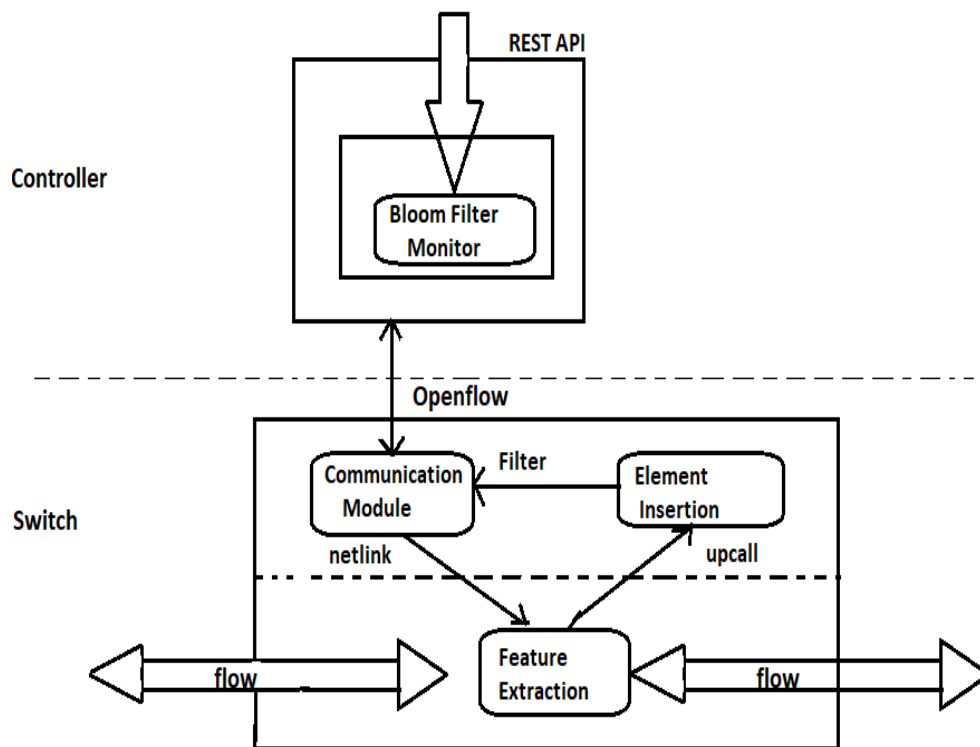 REST API
Controller
Bloom Filter
Monitor
Openflow
Communication
Module
Filter
Element
Insertion
Switch
netlink
upcall
flow
Feature
Extraction
flow